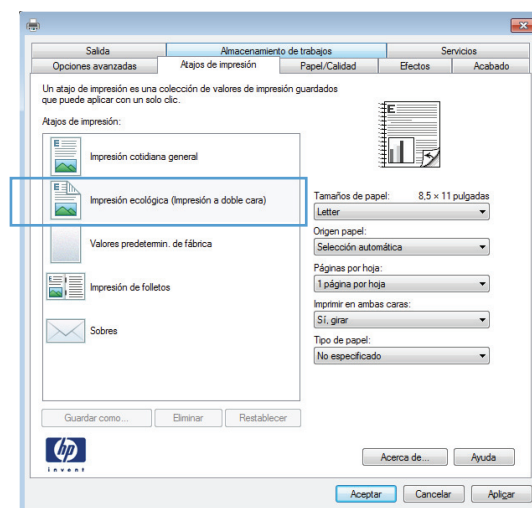 Salida
Almacenamiento de trabajos
Servicios
Opciones avanzadas
Atajos de impresión
Papel/Calidad
Efectos
Acabado
Un atajo de impresión es una colección de valores de impresión guardados
que puede aplicar con un solo clic.
Atajos de impresión:
Impresión cotidiana general
Impresión ecológica (Impresión a doble cara)
Valores predetermin. de fábrica
Impresión de folletos
Sobres
E
Tamaños de papel: 8,5 × 11 pulgadas
Letter
Origen papel:
Selección automática
Páginas por hoja:
1 página por hoja
Imprimir en ambas caras:
Sí, girar
Tipo de papel:
No especificado
Guardar como...
Eliminar
Restablecer
hp
invent
Acerca de...
Ayuda
Aceptar
Cancelar
Aplicar